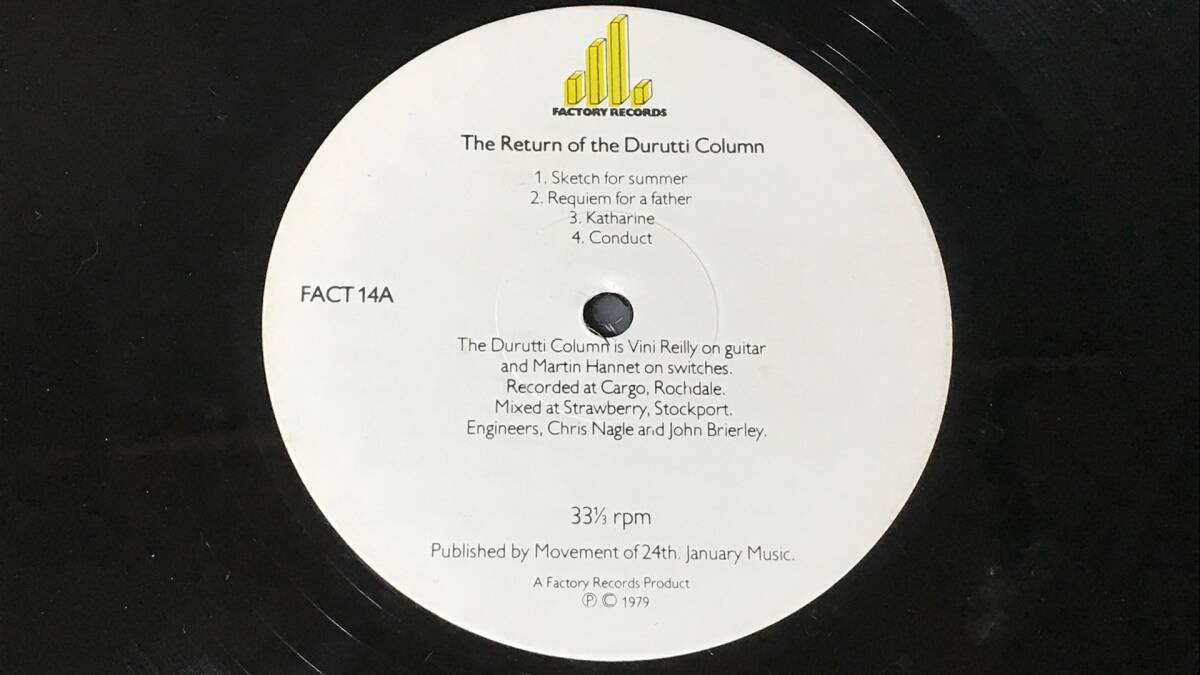 FACTORY RECORDS
The Return of the Durutti Column
1. Sketch for summer
2. Requiem for a father
3. Katharine
4. Conduct
FACT 14A
The Durutti Column is Vini Reilly on guitar
and Martin Hannet on switches.
Recorded at Cargo, Rochdale.
Mixed at Strawberry, Stockport.
Engineers, Chris Nagle and John Brierley.
33⅓ rpm
Published by Movement of 24th. January Music.
A Factory Records Product
Ⓟ © 1979